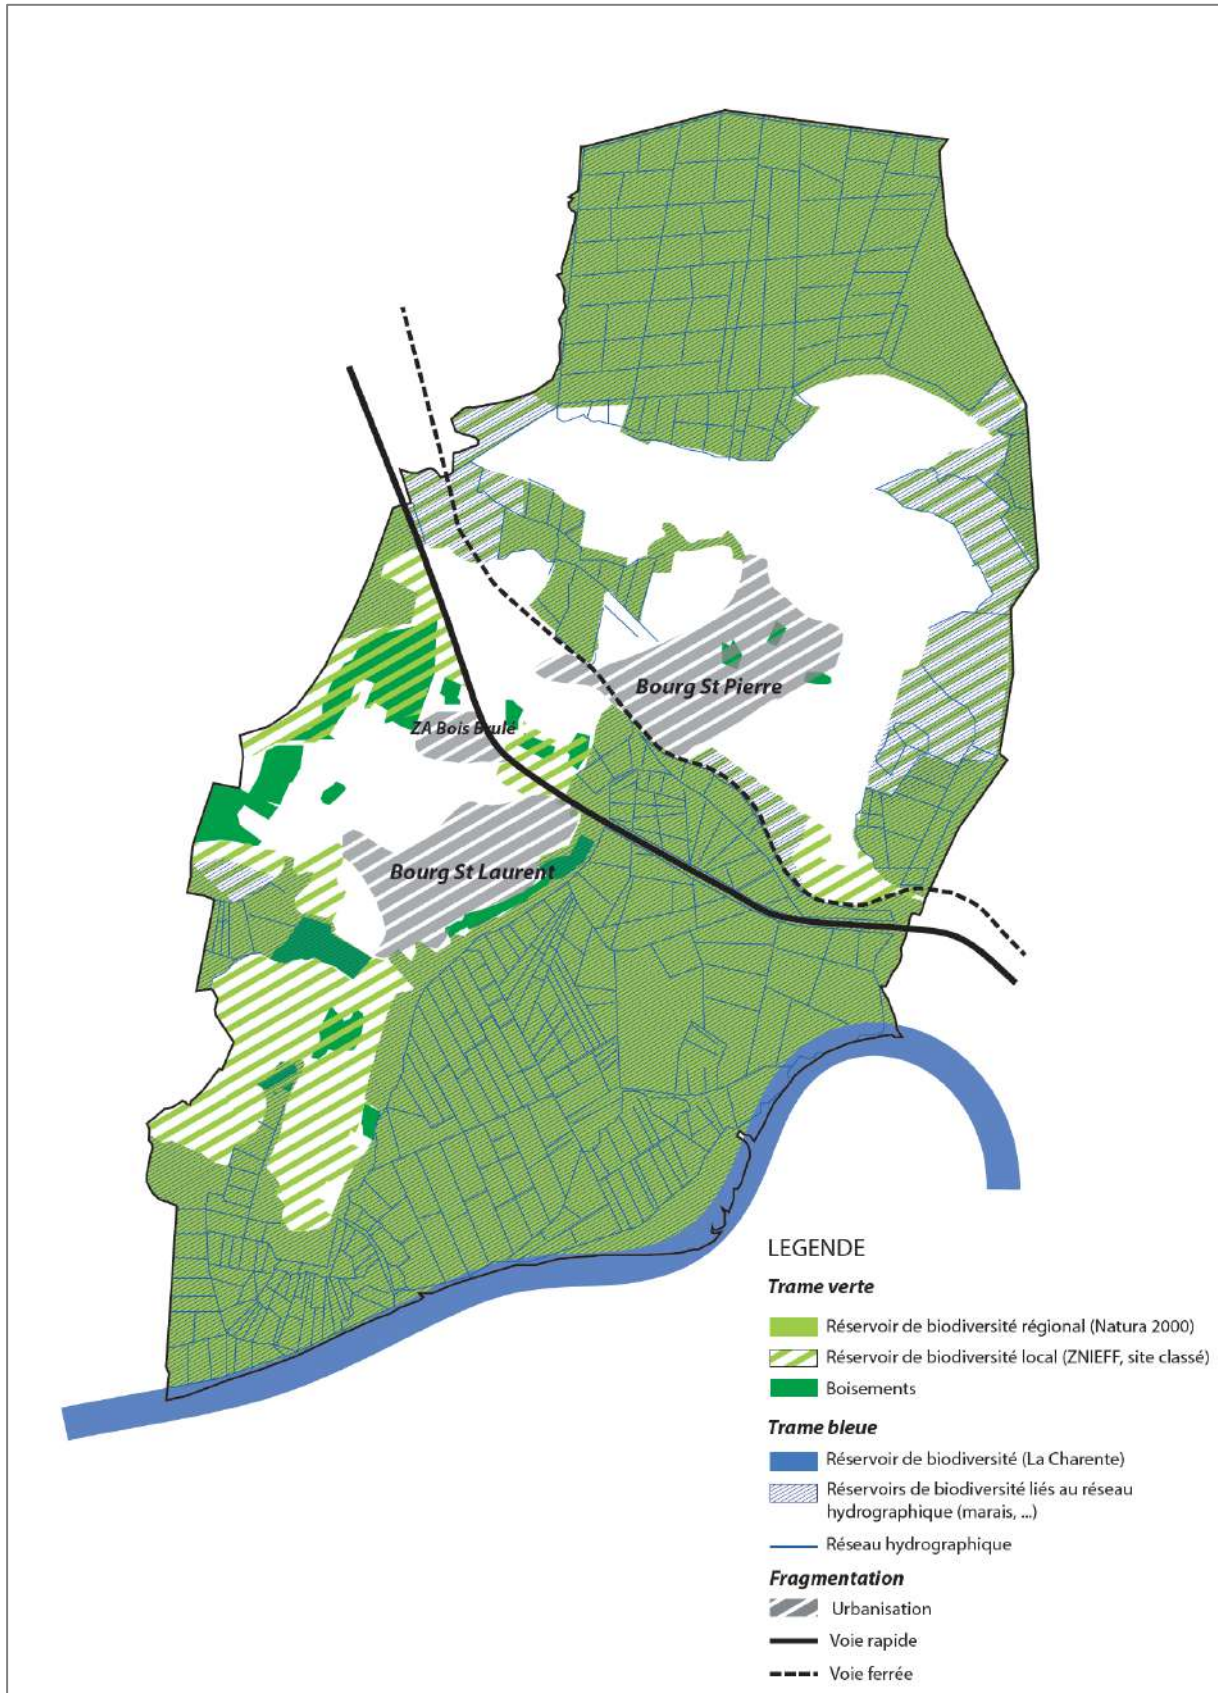 Bourg St Pierre
ZA Bois Brulé
Bourg St Laurent
LEGENDE
Trame verte
Réservoir de biodiversité régional (Natura 2000)
Réservoir de biodiversité local (ZNIEFF, site classé)
Boisements
Trame bleue
Réservoir de biodiversité (La Charente)
Réservoirs de biodiversité liés au réseau
hydrographique (marais, ...)
Réseau hydrographique
Fragmentation
Urbanisation
Voie rapide
Voie ferrée